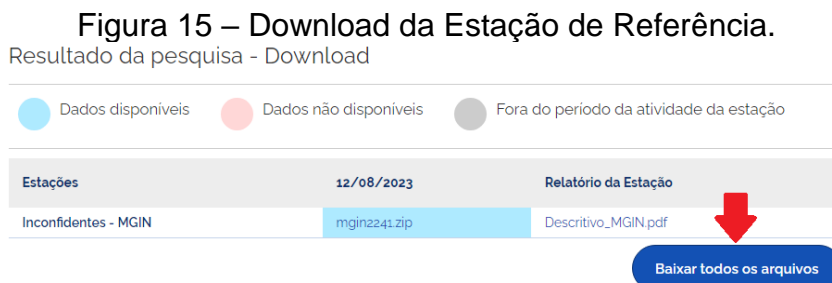 Figura 15 – Download da Estação de Referência.
Resultado da pesquisa - Download
Dados disponíveis Dados não disponíveis Fora do período da atividade da estação
Estações 12/08/2023 Relatório da Estação
Inconfidentes - MGIN mgin2241.zip Descritivo_MGIN.pdf
Baixar todos os arquivos